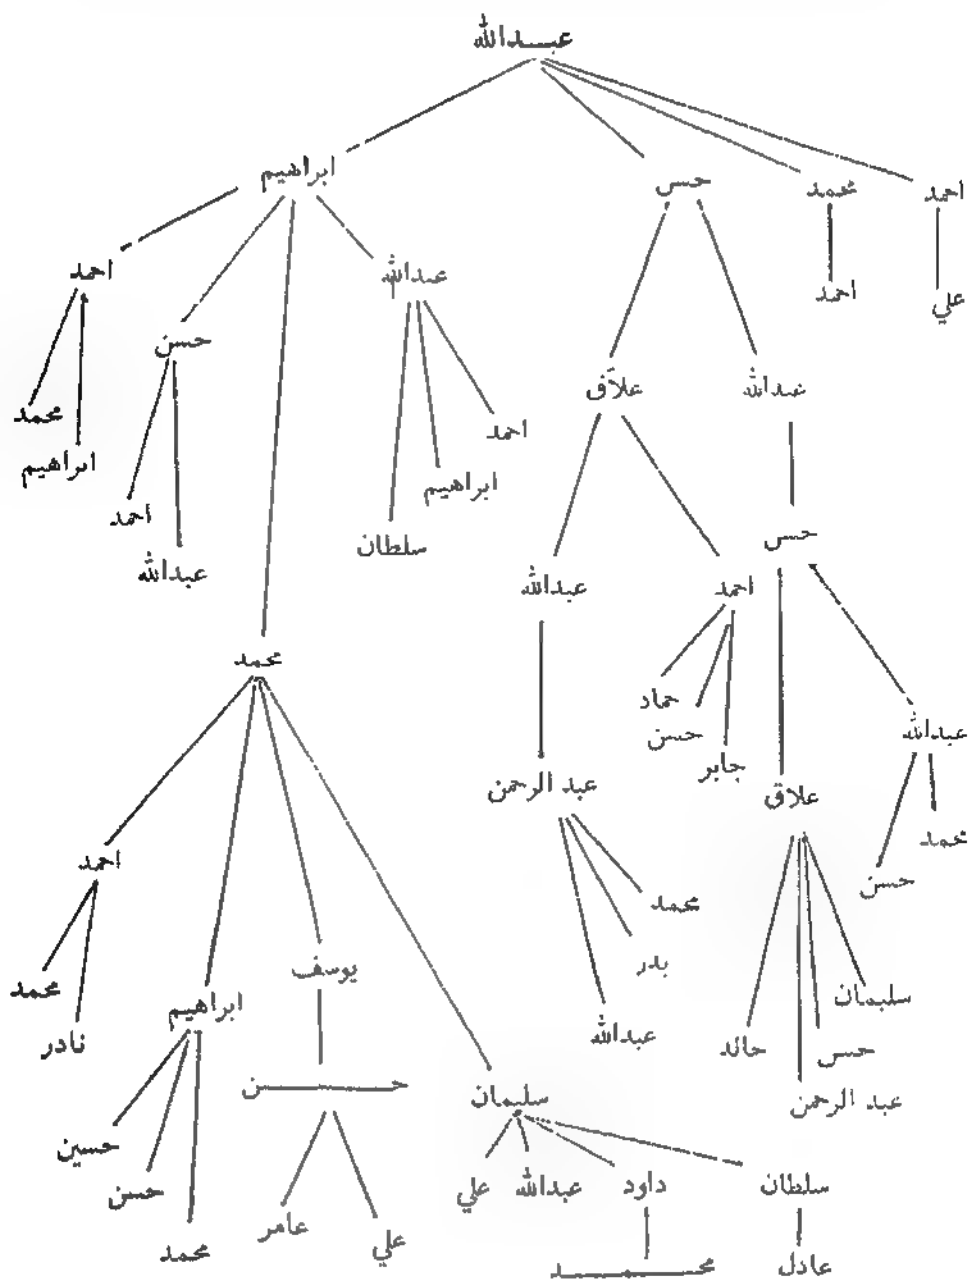 عبدالله
ابراهيم حسن محمد احمد
احمد عبدالله احمد علي
حسن علاّق عبدالله
محمد ابراهيم احمد
احمد ابراهيم
عبدالله سلطان حسن
عبدالله احمد
محمد حماد حسن جابر عبدالله
عبد الرحمن علاق
احمد محمد حسن محمد
محمد يوسف بدر سليمان
نادر ابراهيم عبدالله خالد حسن
حسن سليمان عبد الرحمن
حسين حسن علي عبدالله داود سلطان
محمد عامر علي محمد عادل